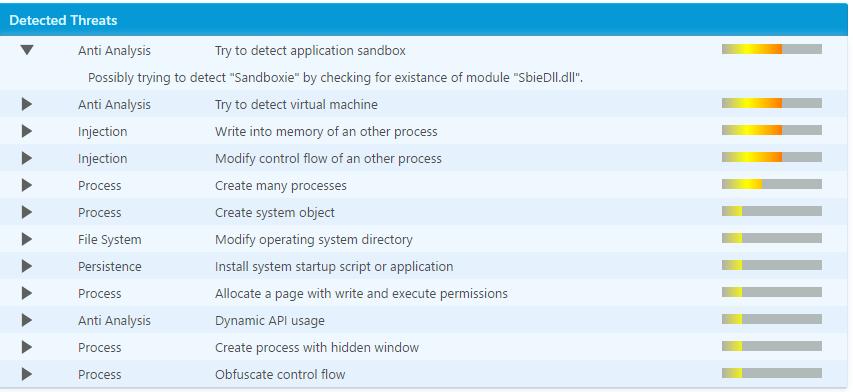 Detected Threats
Anti Analysis Try to detect application sandbox
Possibly trying to detect "Sandboxie" by checking for existance of module "SbieDll.dll".
Anti Analysis Try to detect virtual machine
Injection Write into memory of an other process
Injection Modify control flow of an other process
Process Create many processes
Process Create system object
File System Modify operating system directory
Persistence Install system startup script or application
Process Allocate a page with write and execute permissions
Anti Analysis Dynamic API usage
Process Create process with hidden window
Process Obfuscate control flow